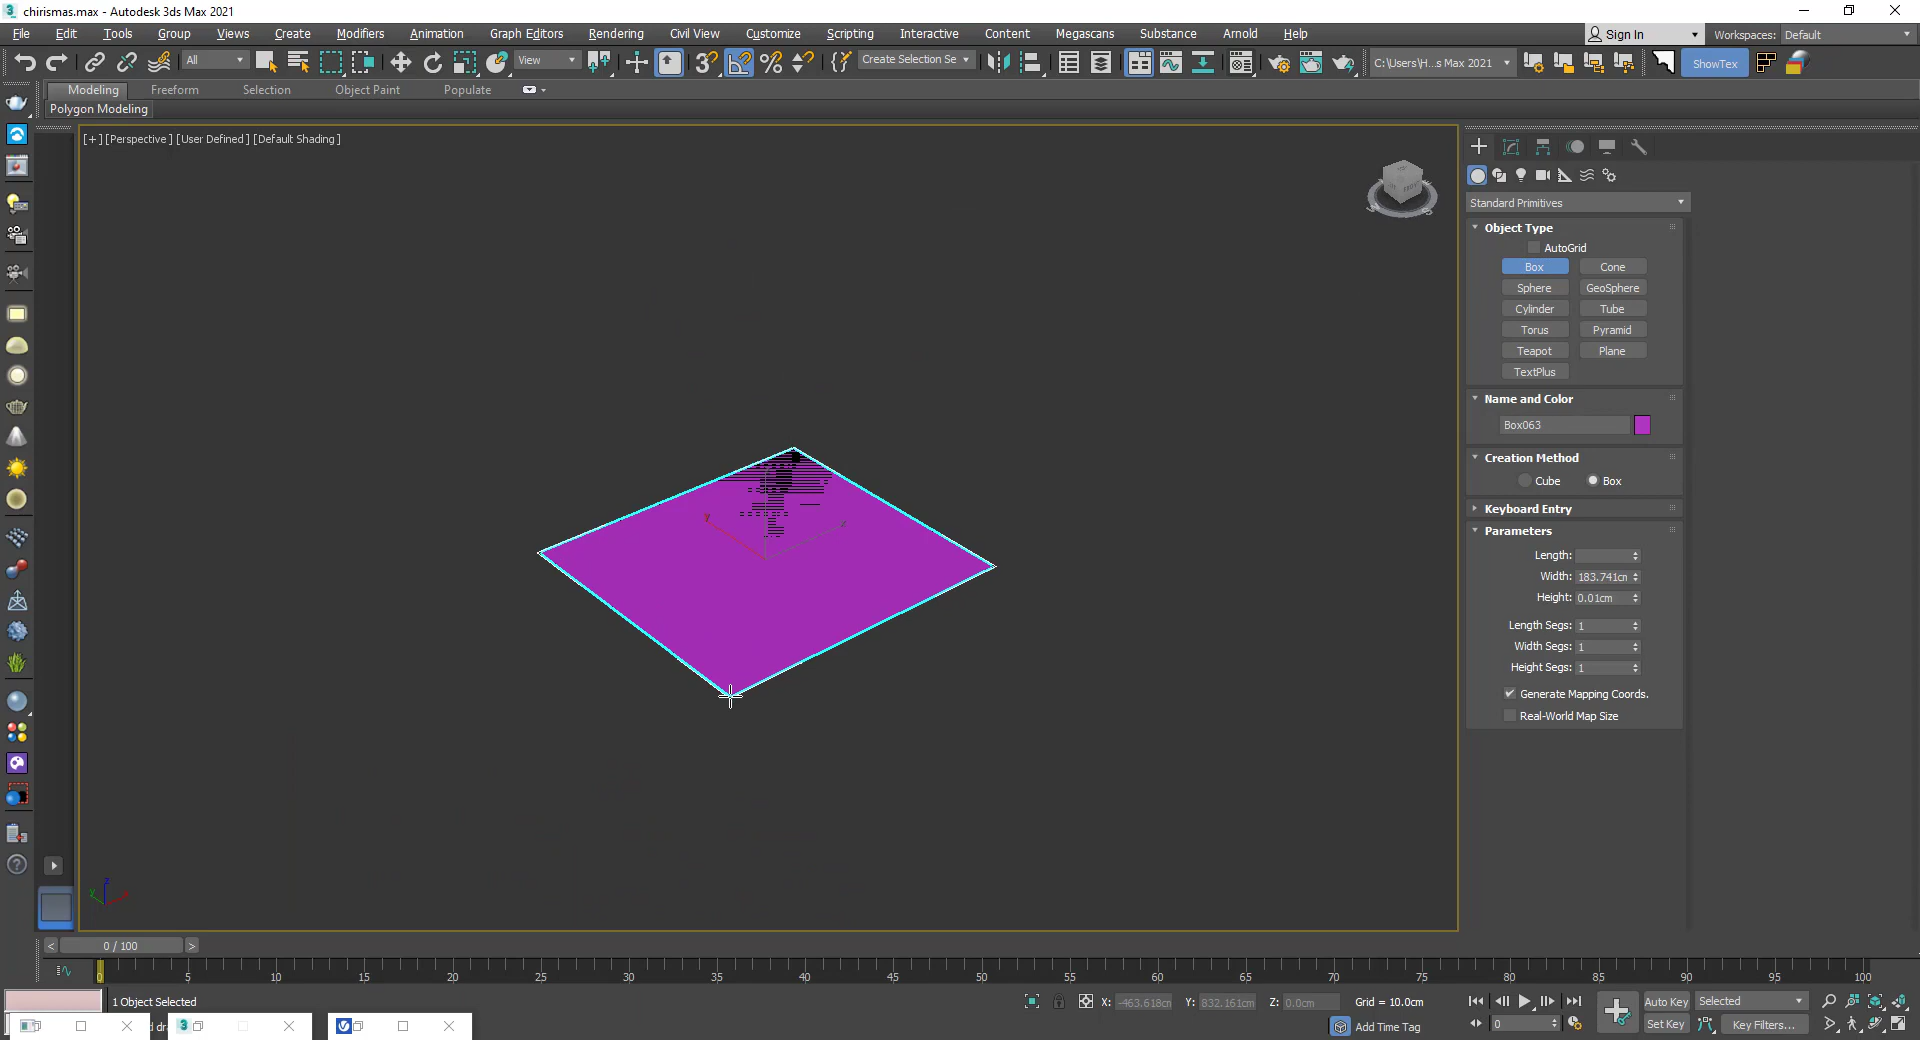 chirismas.max - Autodesk 3ds Max 2021
File Edit Tools Group Views Create Modifiers Animation Graph Editors Rendering Civil View Customize Scripting Interactive Content Megascans Substance Arnold Help
Sign In Workspaces: Default
All View Create Selection Se C:\Users\H...s Max 2021 ShowTex
Modeling Freeform Selection Object Paint Populate
Polygon Modeling
[+] [Perspective] [User Defined] [Default Shading]
Standard Primitives
Object Type
AutoGrid
Box Cone
Sphere GeoSphere
Cylinder Tube
Torus Pyramid
Teapot Plane
TextPlus
Name and Color
Box063
Creation Method
Cube Box
Keyboard Entry
Parameters
Length:
Width: 183.741cm
Height: 0.01cm
Length Segs: 1
Width Segs: 1
Height Segs: 1
Generate Mapping Coords.
Real-World Map Size
< 0 / 100 >
0 5 10 15 20 25 30 35 40 45 50 55 60 65 70 75 80 85 90 95 100
1 Object Selected X: -463.618cm Y: 832.161cm Z: 0.0cm Grid = 10.0cm Auto Key Selected
Add Time Tag 0 Set Key Key Filters...